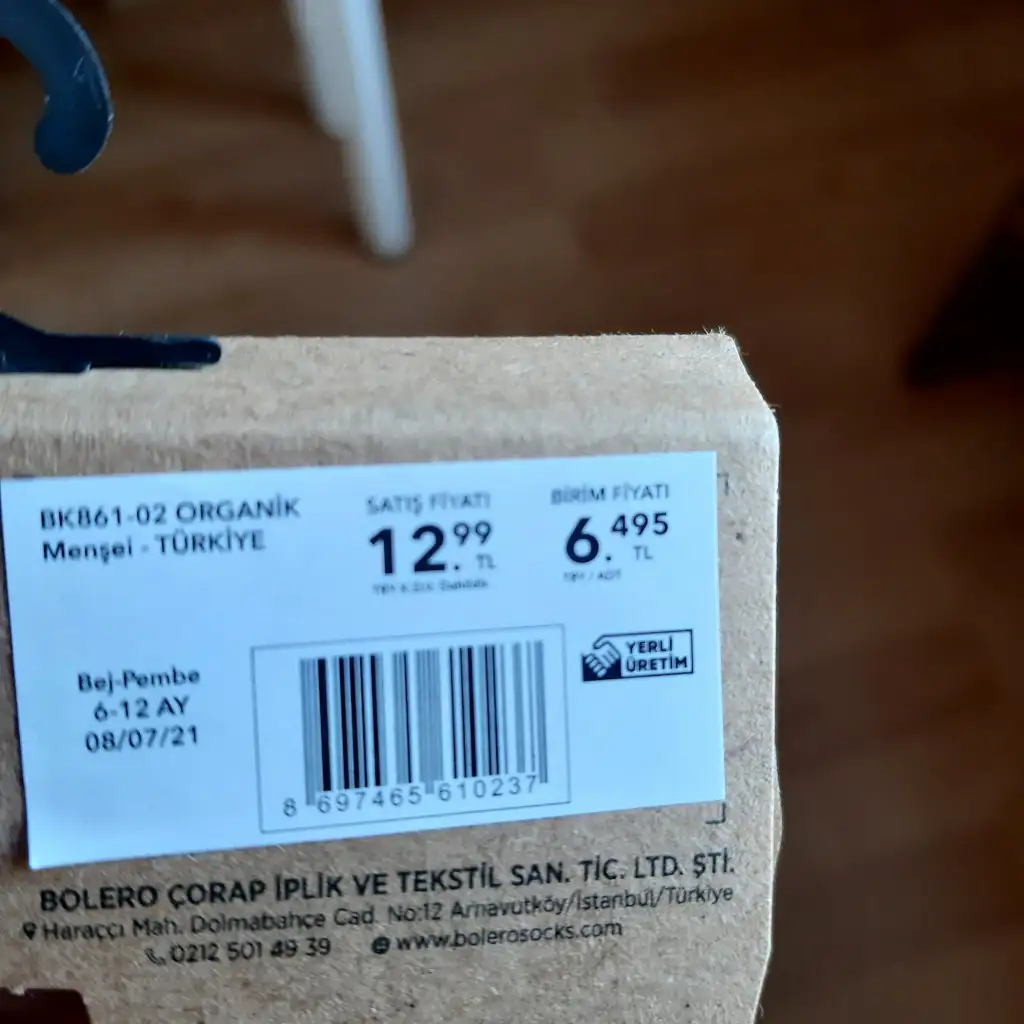 BK861-02 ORGANİK
Menşei - TÜRKİYE
SATIŞ FİYATI
12.99 TL
BİRİM FİYATI
6.495 TL
Bej-Pembe
6-12 AY
08/07/21
8 697465 610237
YERLİ
ÜRETİM
BOLERO ÇORAP İPLİK VE TEKSTİL SAN. TİC. LTD. ŞTİ.
Haraççı Mah. Dolmabahçe Cad. No:12 Arnavutköy/İstanbul/Türkiye
0212 501 49 39 www.bolerosocks.com